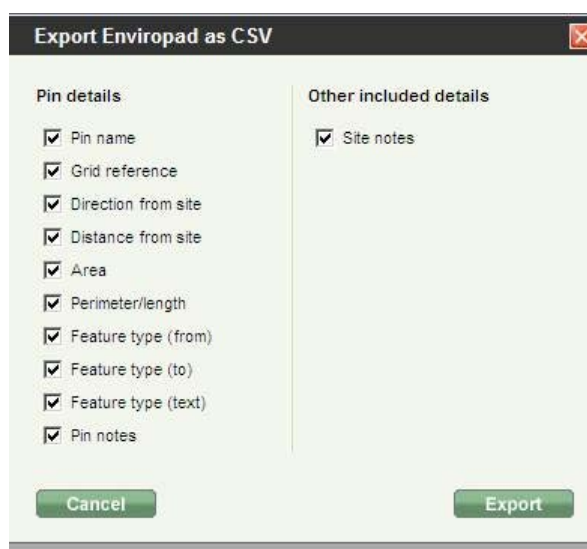 Export Enviropad as CSV
Pin details
Pin name
Grid reference
Direction from site
Distance from site
Area
Perimeter/length
Feature type (from)
Feature type (to)
Feature type (text)
Pin notes
Other included details
Site notes
Cancel
Export